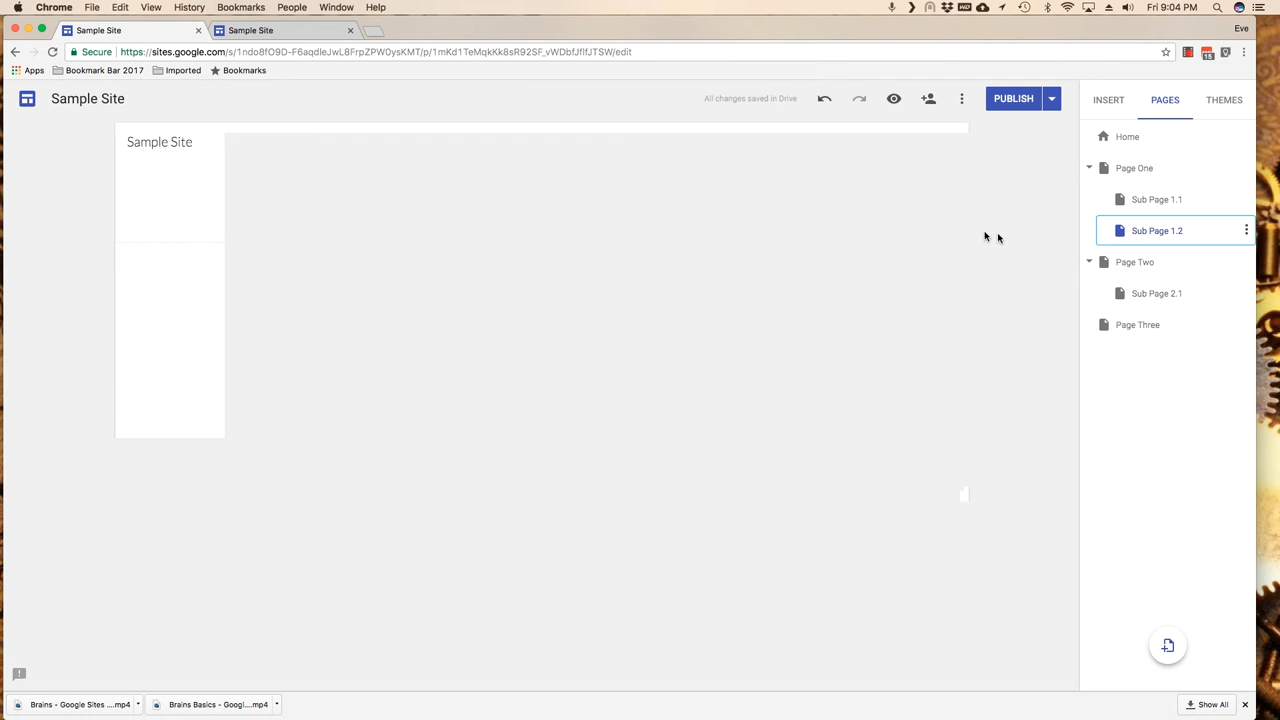 Chrome File Edit View History Bookmarks People Window Help
Fri 9:04 PM
Sample Site
Sample Site
Eve
Secure https://sites.google.com/s/1ndo8fO9D-F6aqdleJwL8FrpZPW0ysKMT/p/1mKd1TeMqkKk8sR92SF_vWDbfJflfJTSW/edit
15
Apps Bookmark Bar 2017 Imported Bookmarks
Sample Site
All changes saved in Drive
PUBLISH
INSERT PAGES THEMES
Sample Site
Home
Page One
Sub Page 1.1
Sub Page 1.2
Page Two
Sub Page 2.1
Page Three
Brains - Google Sites ....mp4
Brains Basics - Googl....mp4
Show All